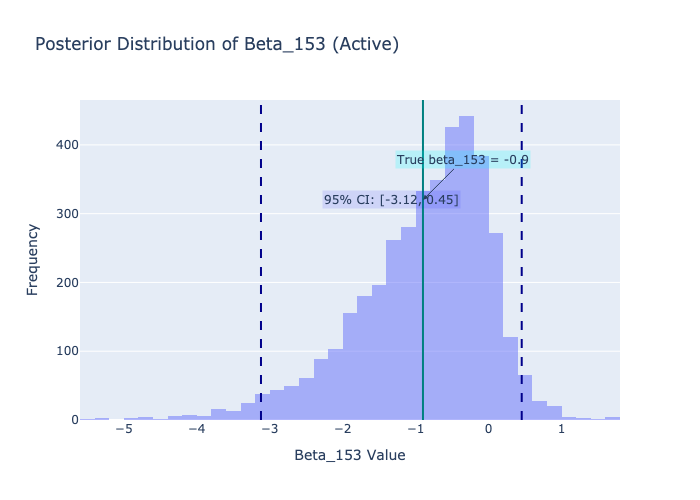 Posterior Distribution of Beta_153 (Active)
400
300
200
100
0
Frequency
True beta_153 = -0.9
95% CI: [-3.12, 0.45]
−5
−4
−3
−2
−1
0
1
Beta_153 Value